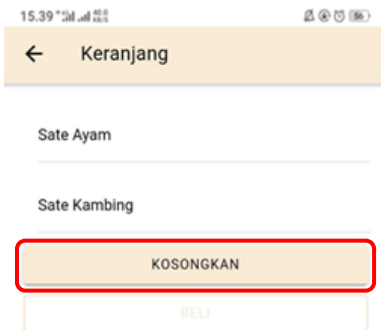 15.39
Keranjang
Sate Ayam
Sate Kambing
KOSONGKAN
BELI